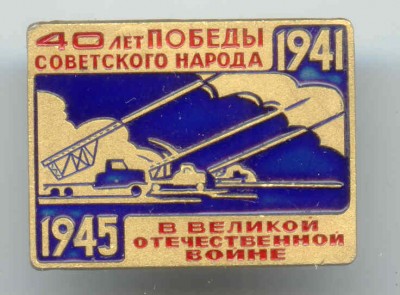 40 ЛЕТ ПОБЕДЫ
СОВЕТСКОГО НАРОДА
1941
1945
В ВЕЛИКОЙ
ОТЕЧЕСТВЕННОЙ
ВОЙНЕ